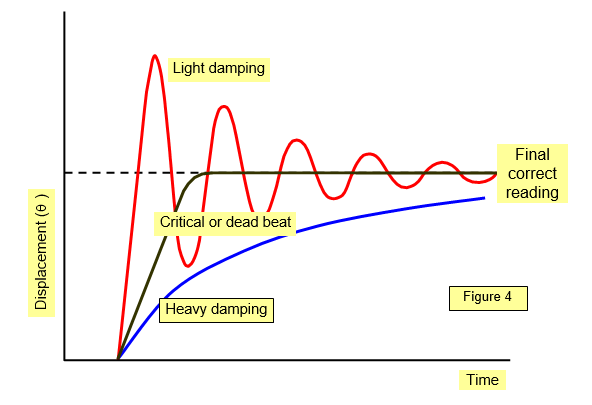 Light damping
Final
correct
reading
Displacement (θ )
Critical or dead beat
Heavy damping
Figure 4
Time